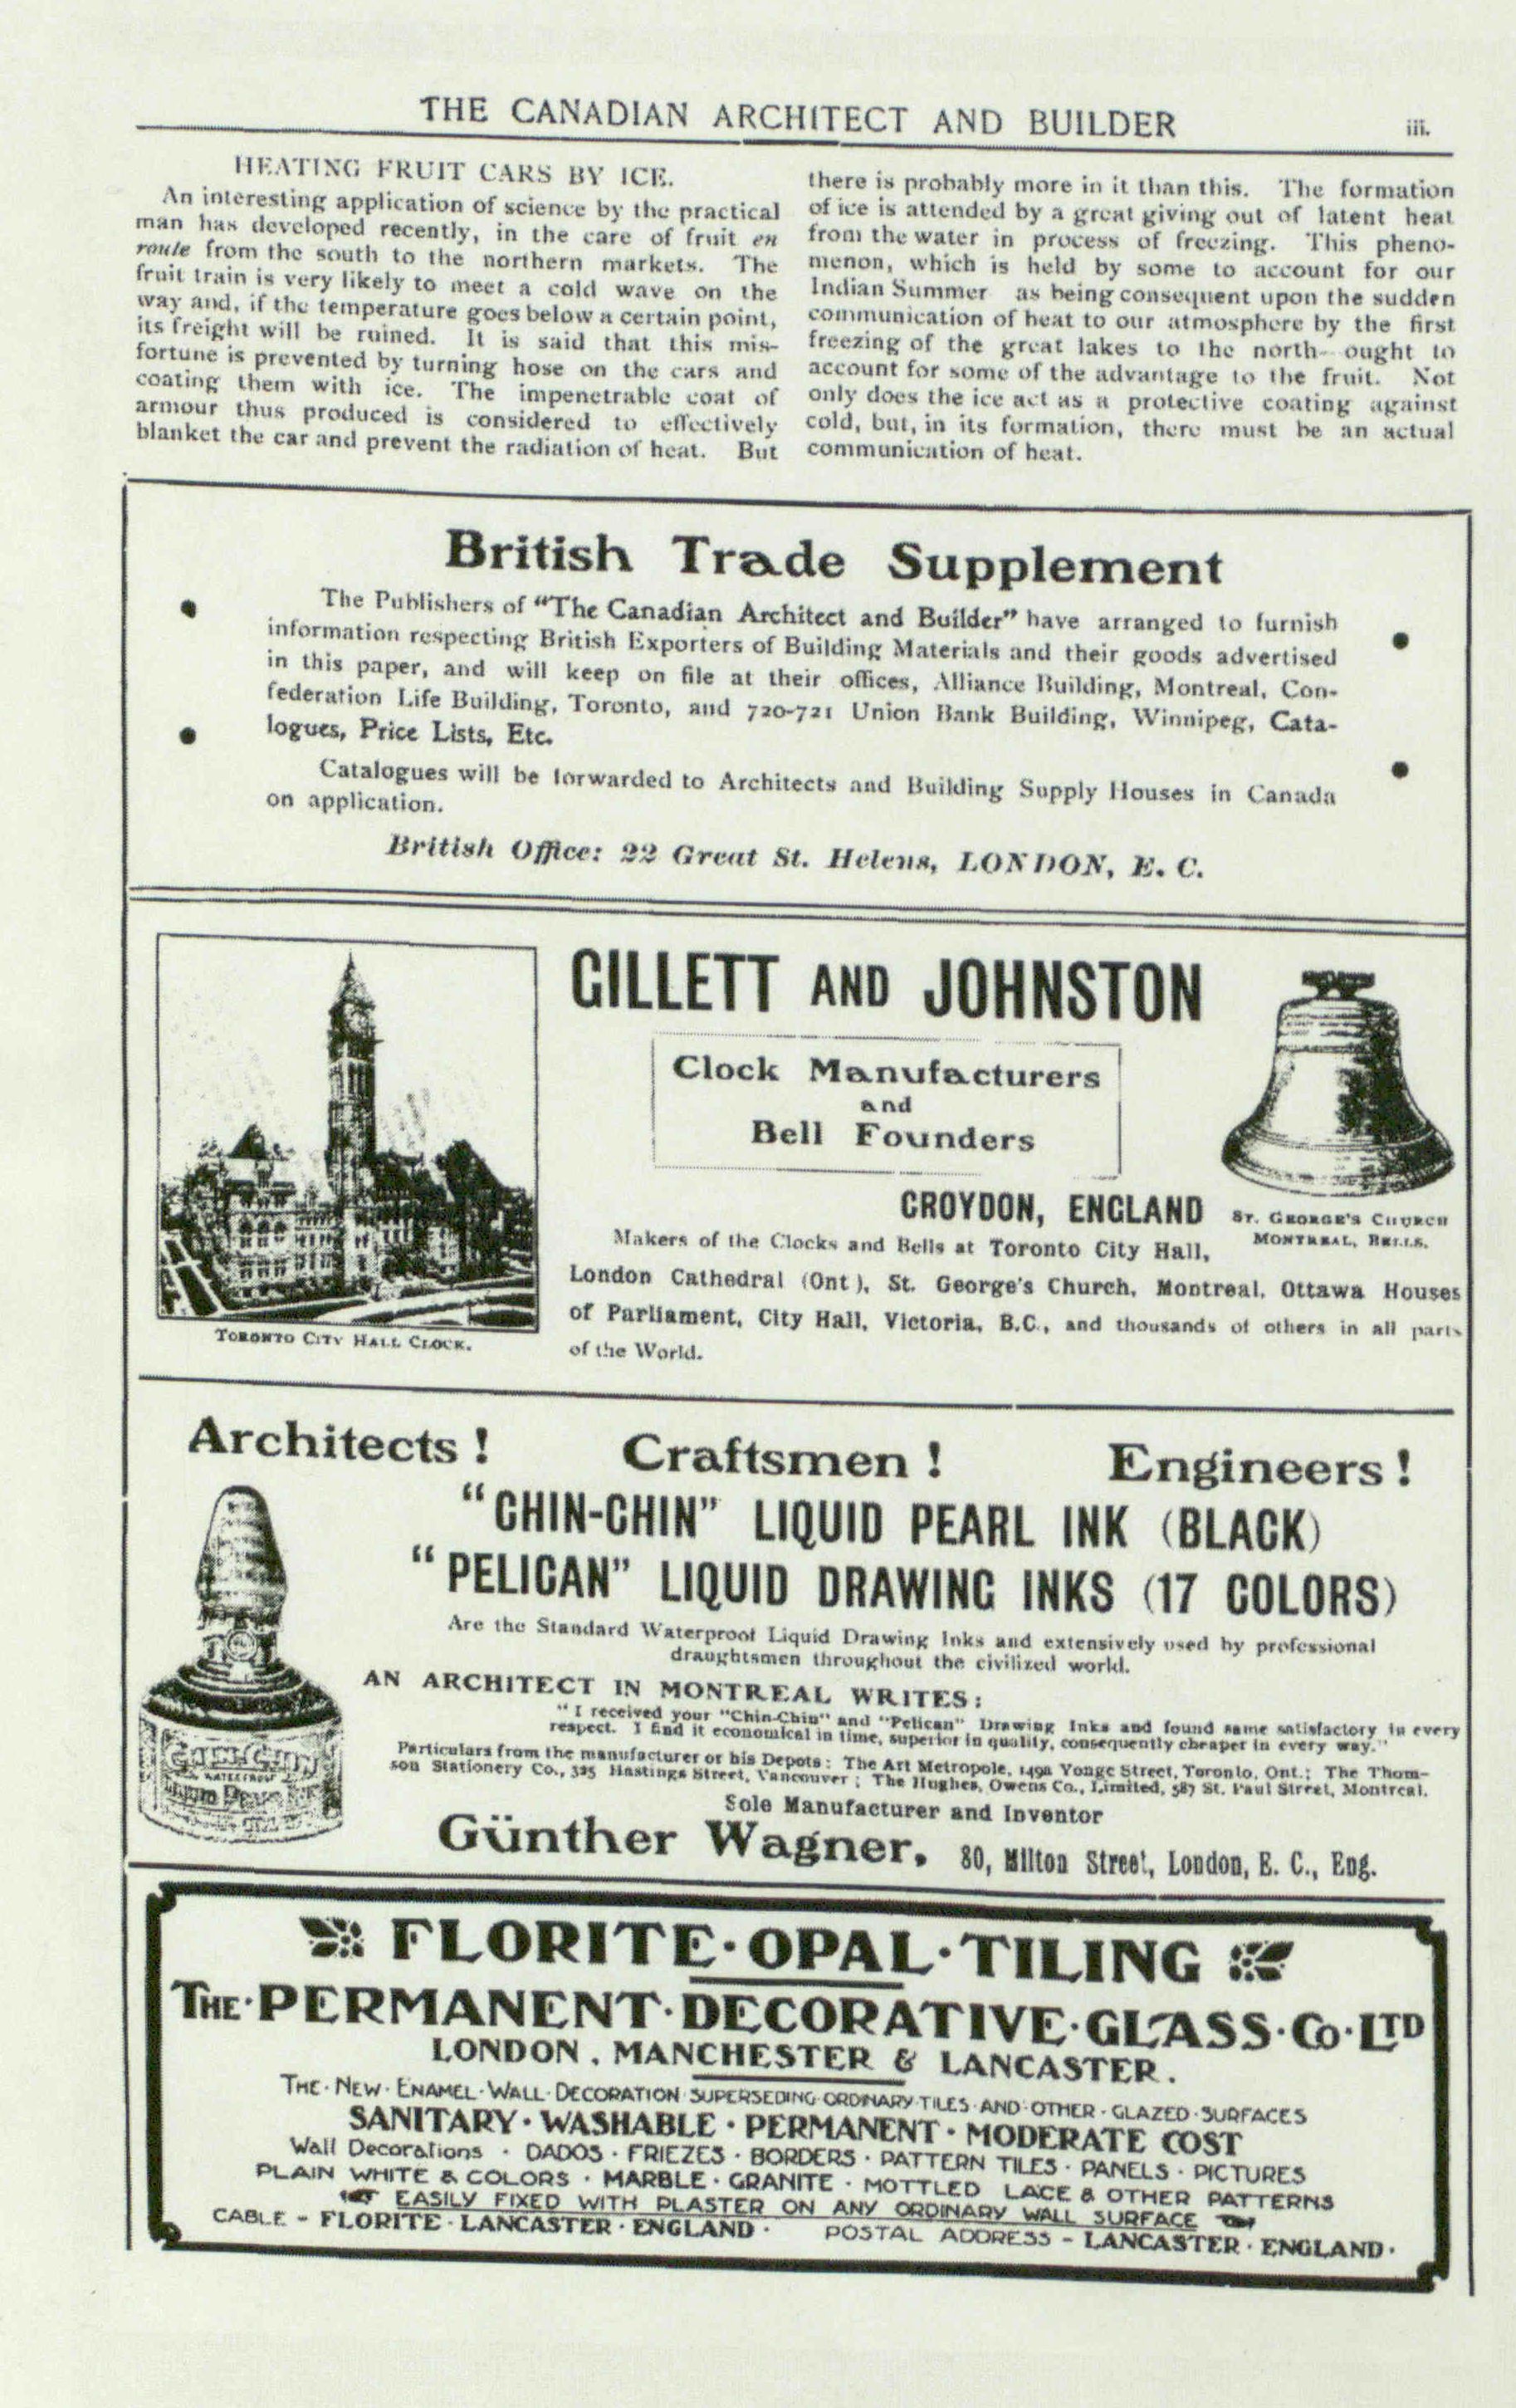 THE CANADIAN ARCHITECT AND BUILDER
iii.
HEATING FRUIT CARS BY ICE.
An interesting application of science by the practical
man has developed recently, in the care of fruit en
route from the south to the northern markets. The
fruit train is very likely to meet a cold wave on the
way and, if the temperature goes below a certain point,
its freight will be ruined. It is said that this mis-
fortune is prevented by turning hose on the cars and
coating them with ice. The impenetrable coat of
armour thus produced is considered to effectively
blanket the car and prevent the radiation of heat. But
there is probably more in it than this. The formation
of ice is attended by a great giving out of latent heat
from the water in process of freezing. This pheno-
menon, which is held by some to account for our
Indian Summer as being consequent upon the sudden
communication of heat to our atmosphere by the first
freezing of the great lakes to the north- ought to
account for some of the advantage to the fruit. Not
only does the ice act as a protective coating against
cold, but, in its formation, there must be an actual
communication of heat.
British Trade Supplement
The Publishers of "The Canadian Architect and Builder" have arranged to furnish
information respecting British Exporters of Building Materials and their goods advertised
in this paper, and will keep on file at their offices, Alliance Building, Montreal, Con-
federation Life Building, Toronto, and 720-721 Union Bank Building, Winnipeg, Cata-
logues, Price Lists, Etc.
Catalogues will be forwarded to Architects and Building Supply Houses in Canada
on application.
British Office: 22 Great St. Helens, LONDON, E. C.
GILLETT AND JOHNSTON
Clock Manufacturers
and
Bell Founders
CROYDON, ENGLAND
ST. GEORGE'S CHURCH
MONTREAL, BELLS.
Makers of the Clocks and Bells at Toronto City Hall,
London Cathedral (Ont), St. George's Church, Montreal, Ottawa Houses
of Parliament, City Hall, Victoria, B.C., and thousands of others in all parts
of the World.
TORONTO CITY HALL CLOCK.
Architects ! Craftsmen ! Engineers !
"CHIN-CHIN" LIQUID PEARL INK (BLACK)
"PELICAN" LIQUID DRAWING INKS (17 COLORS)
Are the Standard Waterproof Liquid Drawing Inks and extensively used by professional
draughtsmen throughout the civilized world.
AN ARCHITECT IN MONTREAL WRITES:
"I received your "Chin-Chin" and "Pelican" Drawing Inks and found same satisfactory in every
respect. I find it economical in time, superior in quality, consequently cheaper in every way."
Particulars from the manufacturer or his Depots: The Art Metropole, 149a Yonge Street, Toronto, Ont.; The Thom-
son Stationery Co., 325 Hastings Street, Vancouver; The Hughes, Owens Co., Limited, 587 St. Paul Street, Montreal.
Sole Manufacturer and Inventor
Günther Wagner, 80, Milton Street, London, E. C., Eng.
CHIN-CHIN
WATERPROOF
FLORITE·OPAL·TILING
THE·PERMANENT·DECORATIVE·GLASS·Co·LTD
LONDON, MANCHESTER & LANCASTER.
THE·NEW·ENAMEL·WALL·DECORATION SUPERSEDING ORDINARY TILES·AND·OTHER·GLAZED·SURFACES
SANITARY·WASHABLE·PERMANENT·MODERATE COST
Wall Decorations · DADOS·FRIEZES·BORDERS·PATTERN TILES·PANELS·PICTURES
PLAIN WHITE & COLORS · MARBLE·GRANITE · MOTTLED LACE & OTHER PATTERNS
EASILY FIXED WITH PLASTER ON ANY ORDINARY WALL SURFACE
CABLE - FLORITE·LANCASTER·ENGLAND· POSTAL ADDRESS - LANCASTER·ENGLAND·